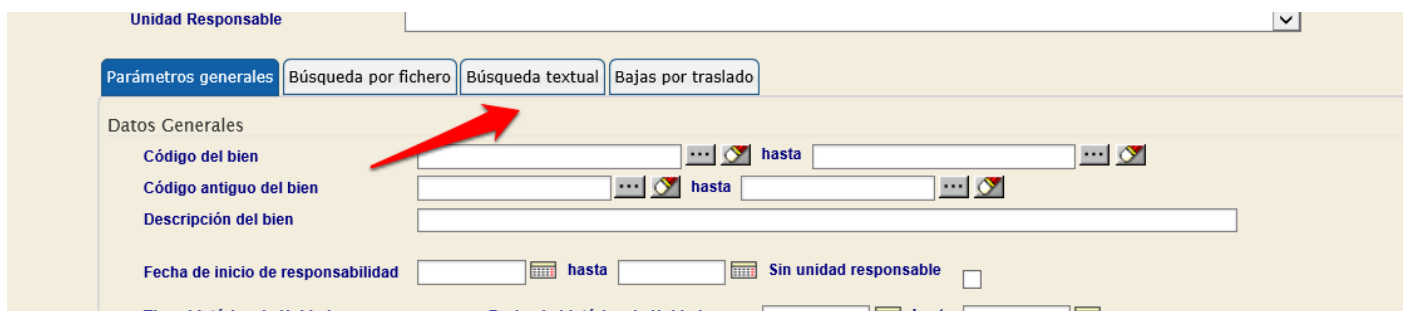 Unidad Responsable
Parámetros generales Búsqueda por fichero Búsqueda textual Bajas por traslado
Datos Generales
Código del bien hasta
Código antiguo del bien hasta
Descripción del bien
Fecha de inicio de responsabilidad hasta Sin unidad responsable